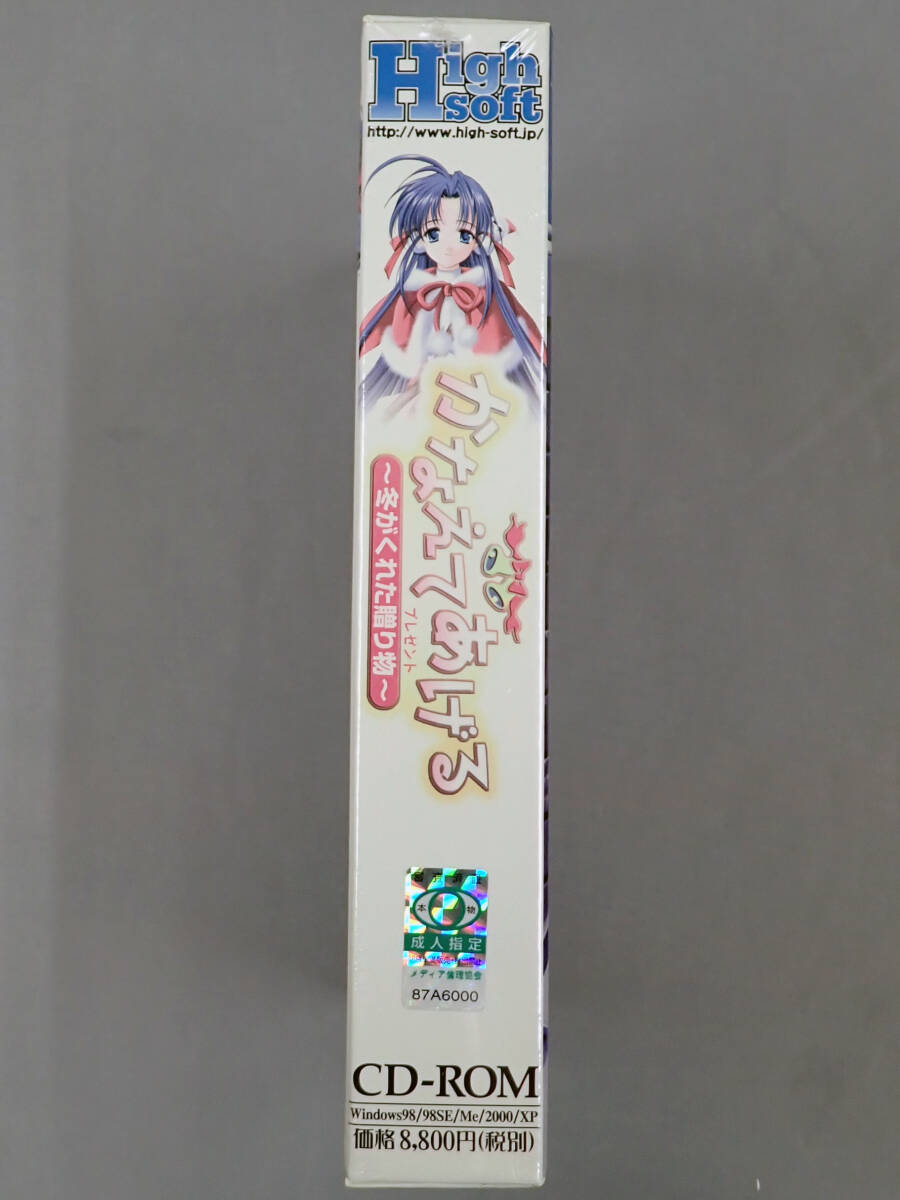 High
soft
http://www.high-soft.jp/
かなえてあげる
～冬がくれた贈り物～
プレゼント
本 物
成人指定
メディア倫理協会
87A6000
CD-ROM
Windows98/98SE/Me/2000/XP
価格8,800円(税別)